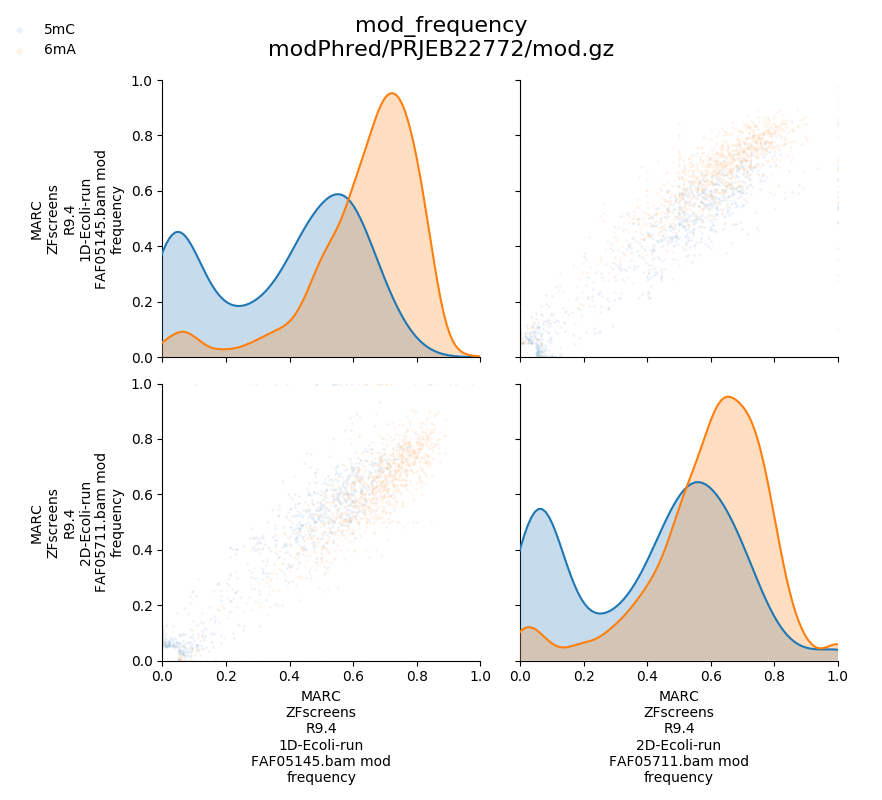 mod_frequency
modPhred/PRJEB22772/mod.gz
5mC
6mA
MARC
ZFscreens
R9.4
1D-Ecoli-run
FAF05145.bam mod
frequency
1.0
0.8
0.6
0.4
0.2
0.0
MARC
ZFscreens
R9.4
2D-Ecoli-run
FAF05711.bam mod
frequency
1.0
0.8
0.6
0.4
0.2
0.0
0.0 0.2 0.4 0.6 0.8 1.0
0.0 0.2 0.4 0.6 0.8 1.0
MARC
ZFscreens
R9.4
1D-Ecoli-run
FAF05145.bam mod
frequency
MARC
ZFscreens
R9.4
2D-Ecoli-run
FAF05711.bam mod
frequency